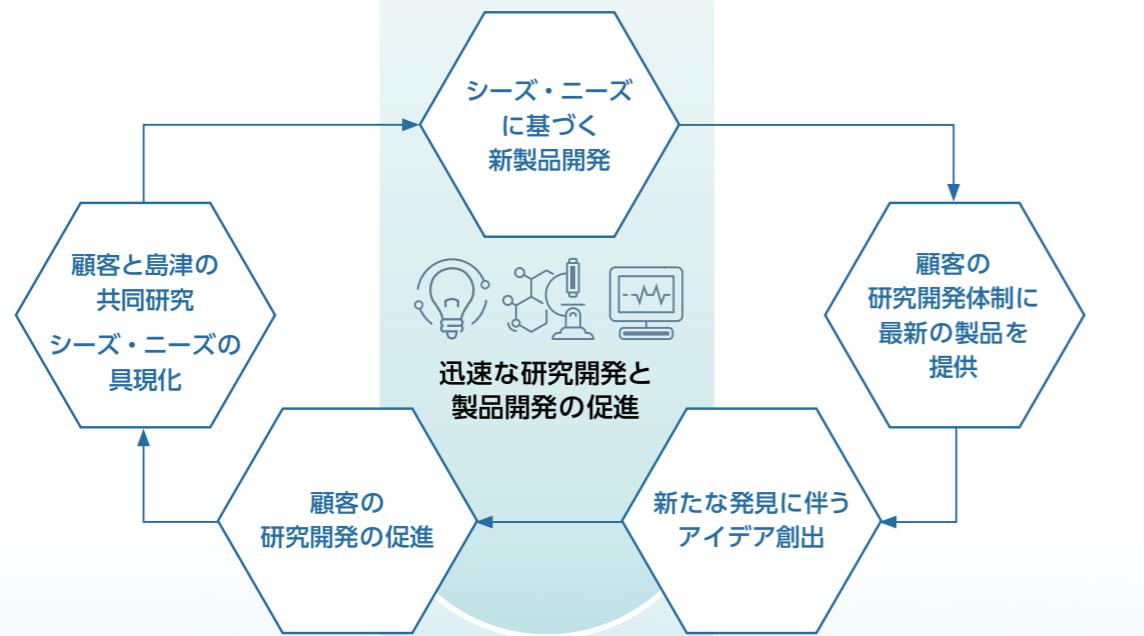 シーズ・ニーズ
に基づく
新製品開発
顧客と島津の
共同研究
シーズ・ニーズの
具現化
顧客の
研究開発体制に
最新の製品を
提供
迅速な研究開発と
製品開発の促進
顧客の
研究開発の促進
新たな発見に伴う
アイデア創出